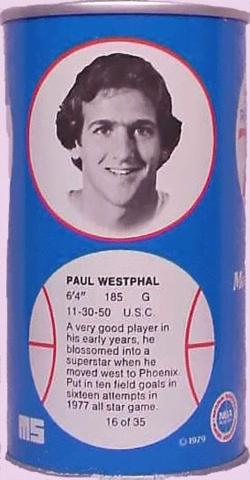 PAUL WESTPHAL
6'4" 185 G
11-30-50 U.S.C.
A very good player in
his early years, he
blossomed into a
superstar when he
moved west to Phoenix.
Put in ten field goals in
sixteen attempts in
1977 all star game.
16 of 35
MS
NBA
© 1979